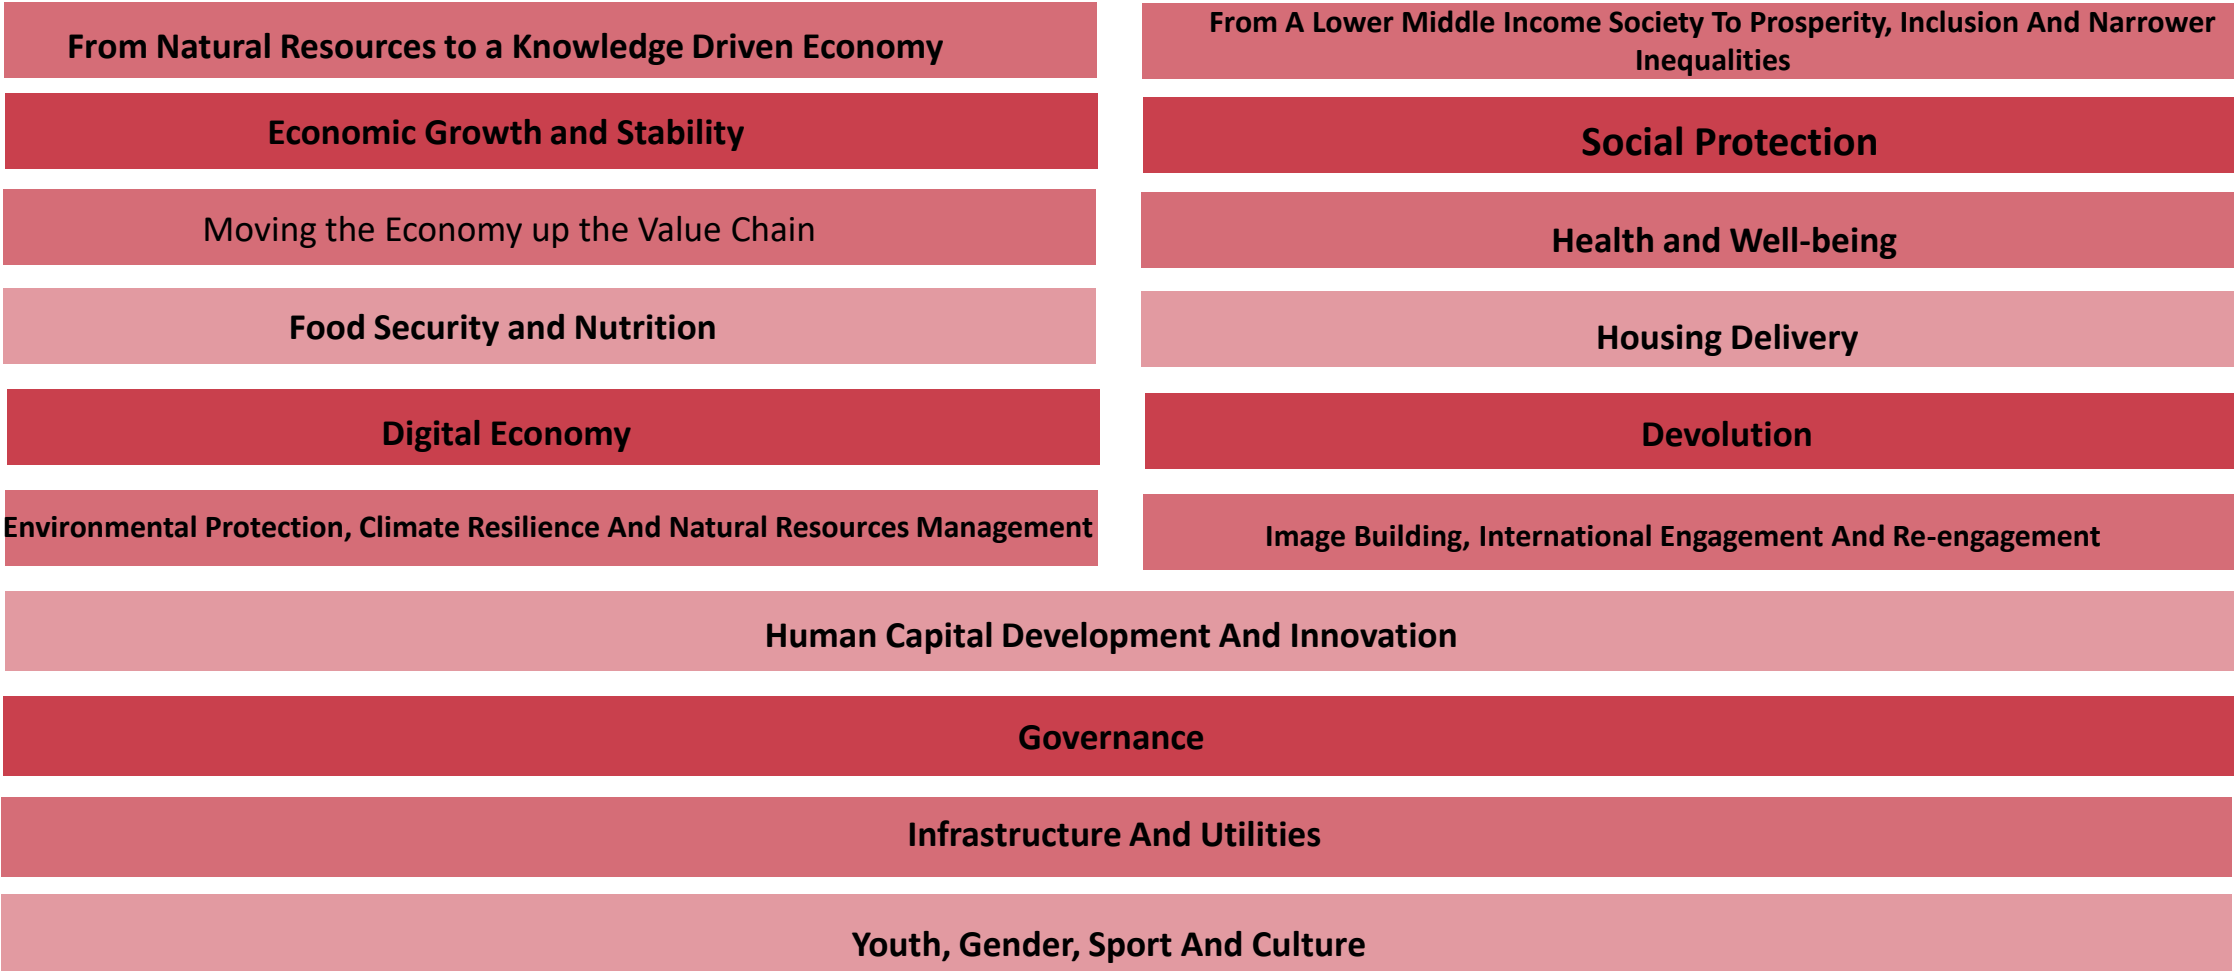 From Natural Resources to a Knowledge Driven Economy
Economic Growth and Stability
Moving the Economy up the Value Chain
Food Security and Nutrition
Digital Economy
Environmental Protection, Climate Resilience And Natural Resources Management
From A Lower Middle Income Society To Prosperity, Inclusion And Narrower
Inequalities
Social Protection
Health and Well-being
Housing Delivery
Devolution
Image Building, International Engagement And Re-engagement
Human Capital Development And Innovation
Governance
Infrastructure And Utilities
Youth, Gender, Sport And Culture